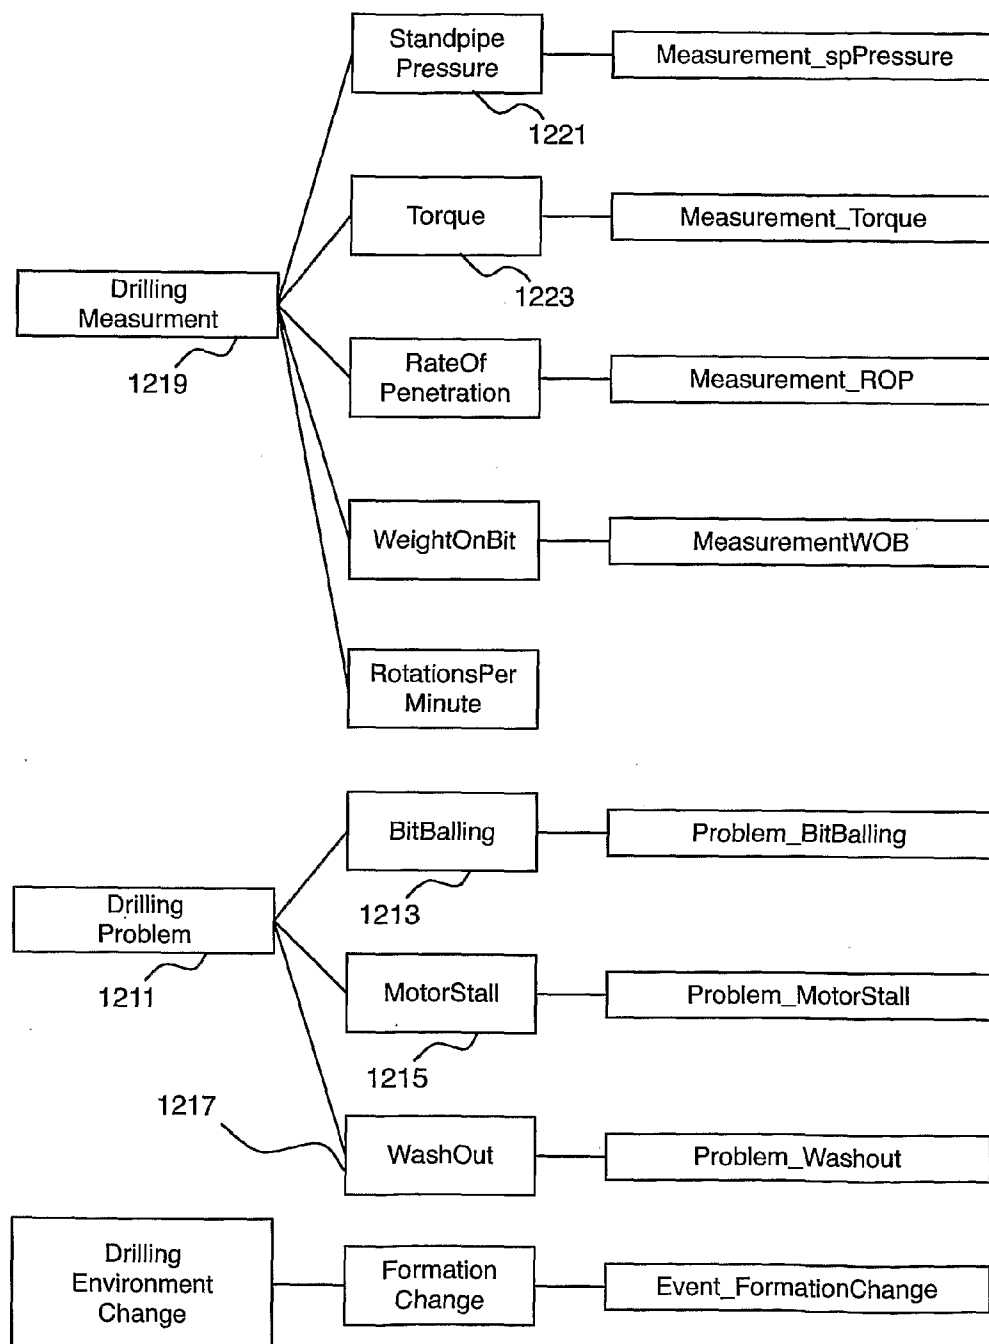 Standpipe
Pressure
Measurement_spPressure
1221
Torque
Measurement_Torque
1223
Drilling
Measurment
1219
RateOf
Penetration
Measurement_ROP
WeightOnBit
MeasurementWOB
RotationsPer
Minute
BitBalling
Problem_BitBalling
1213
Drilling
Problem
1211
MotorStall
Problem_MotorStall
1215
1217
WashOut
Problem_Washout
Drilling
Environment
Change
Formation
Change
Event_FormationChange